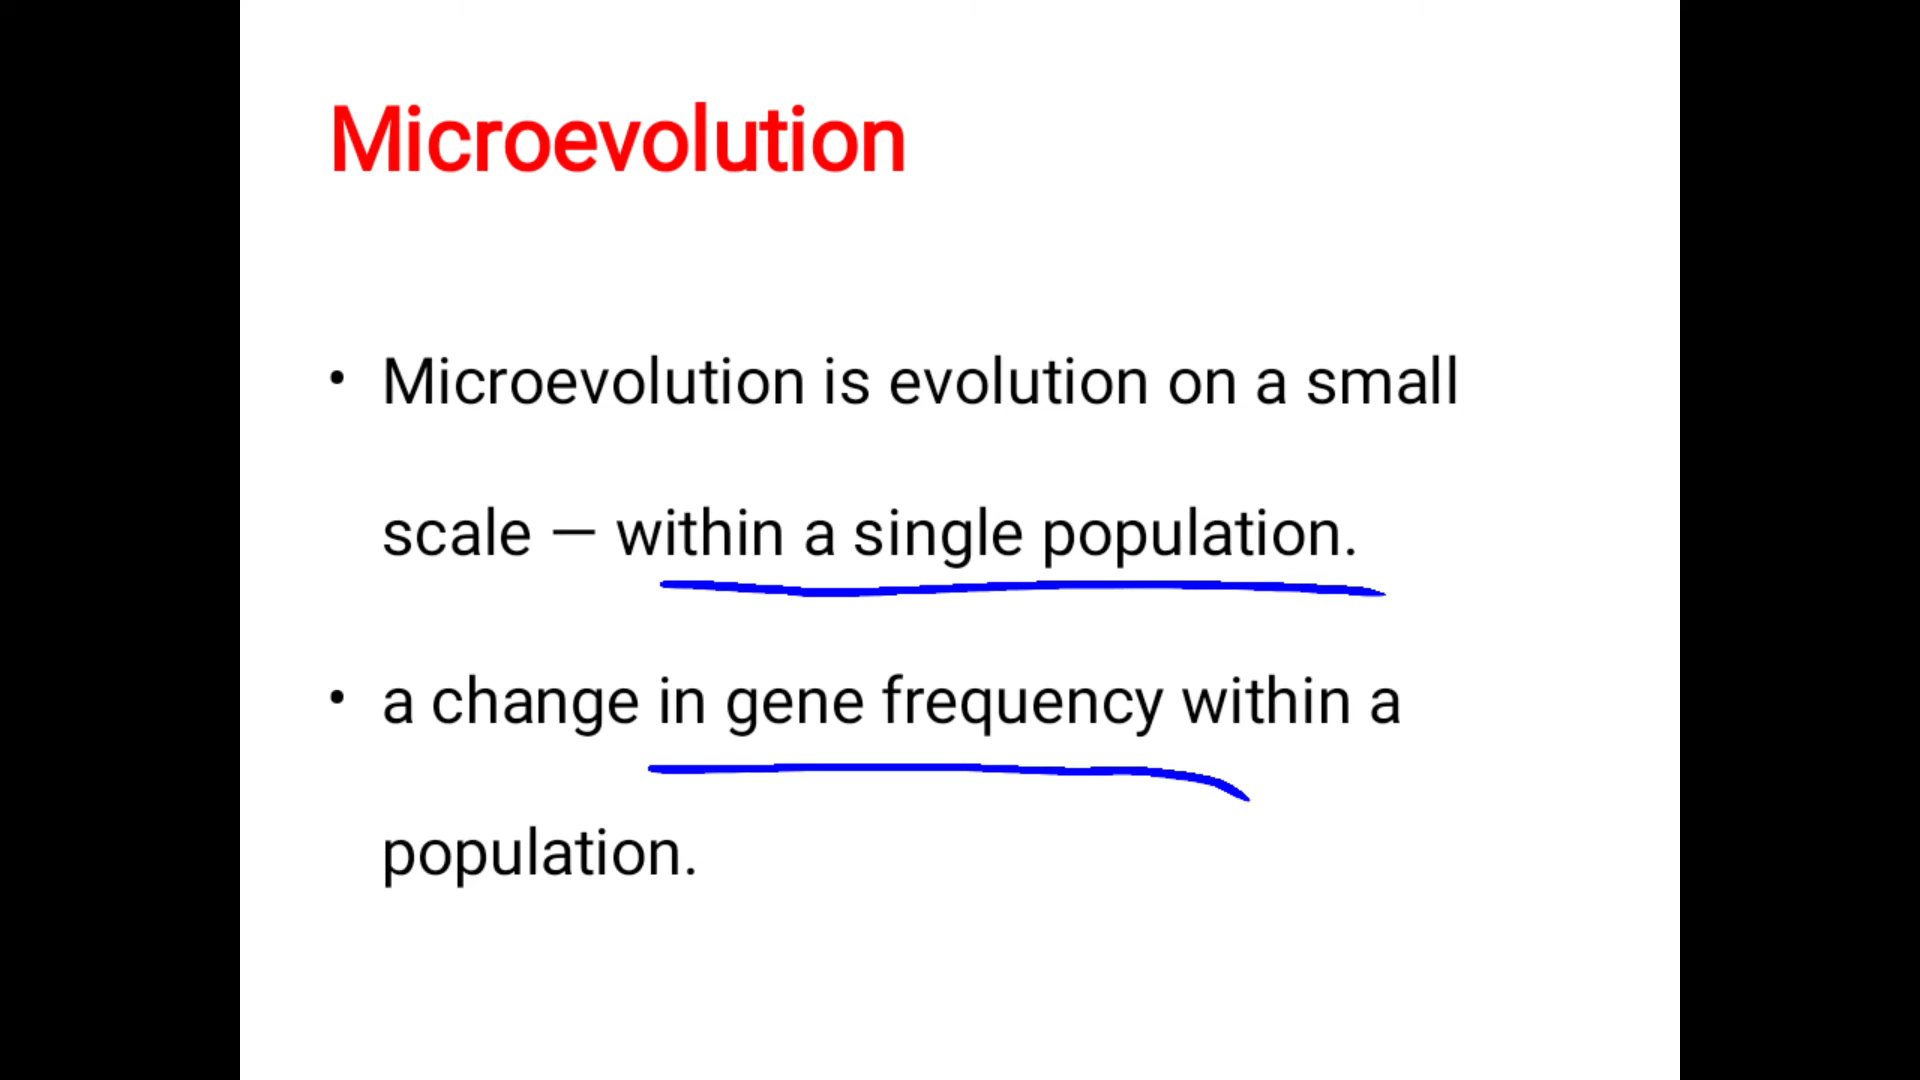 Microevolution
• Microevolution is evolution on a small
scale — within a single population.
• a change in gene frequency within a
population.